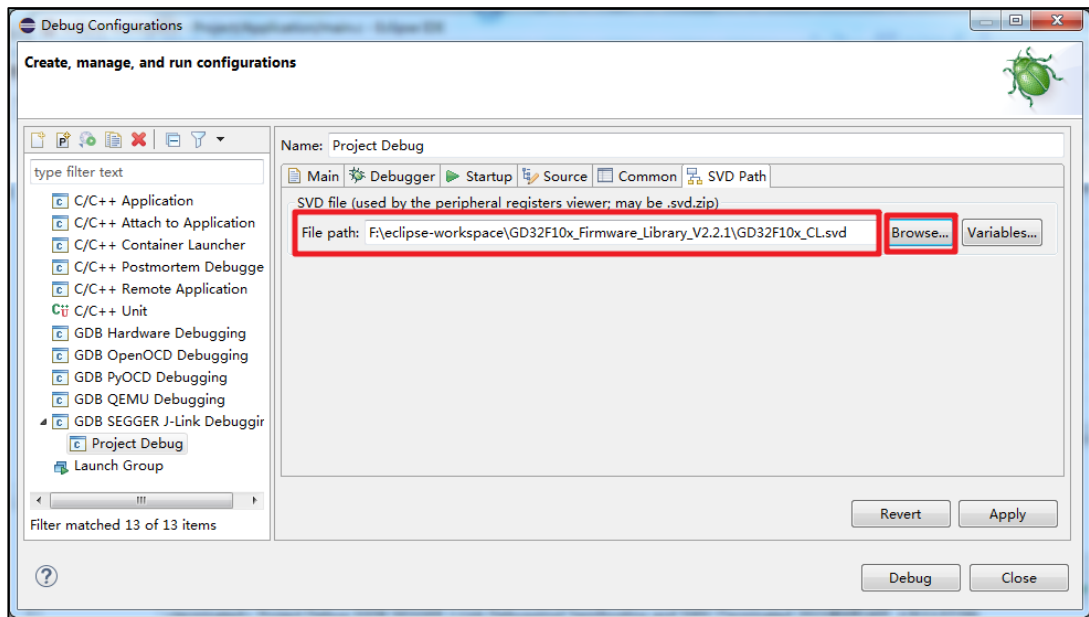 Debug Configurations
Create, manage, and run configurations
type filter text
C/C++ Application
C/C++ Attach to Application
C/C++ Container Launcher
C/C++ Postmortem Debugge
C/C++ Remote Application
C/C++ Unit
GDB Hardware Debugging
GDB OpenOCD Debugging
GDB PyOCD Debugging
GDB QEMU Debugging
GDB SEGGER J-Link Debuggin
Project Debug
Launch Group
Filter matched 13 of 13 items
Name: Project Debug
Main Debugger Startup Source Common SVD Path
SVD file (used by the peripheral registers viewer; may be .svd.zip)
File path: F:\eclipse-workspace\GD32F10x_Firmware_Library_V2.2.1\GD32F10x_CL.svd Browse... Variables...
Revert Apply
Debug Close